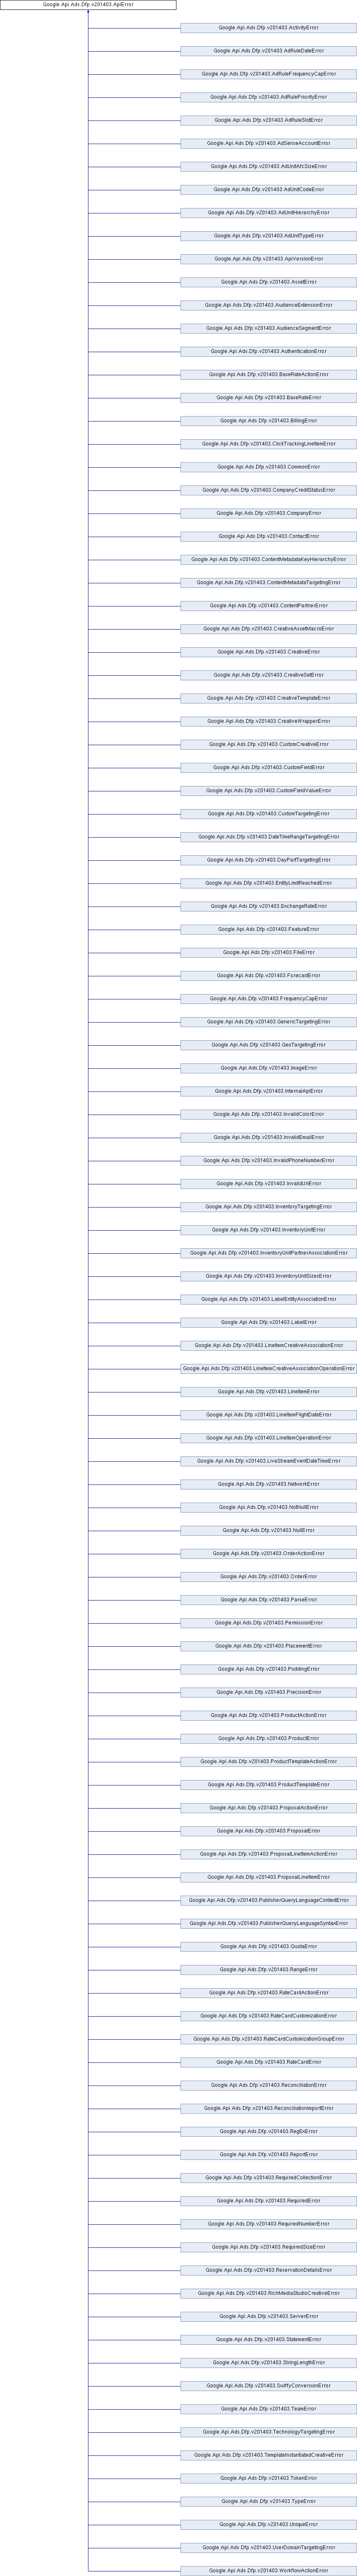 Google.Api.Ads.Dfp.v201403.ApiError
Google.Api.Ads.Dfp.v201403.ActivityError
Google.Api.Ads.Dfp.v201403.AdRuleDateError
Google.Api.Ads.Dfp.v201403.AdRuleFrequencyCapError
Google.Api.Ads.Dfp.v201403.AdRulePriorityError
Google.Api.Ads.Dfp.v201403.AdRuleSlotError
Google.Api.Ads.Dfp.v201403.AdSenseAccountError
Google.Api.Ads.Dfp.v201403.AdUnitAfcSizeError
Google.Api.Ads.Dfp.v201403.AdUnitCodeError
Google.Api.Ads.Dfp.v201403.AdUnitHierarchyError
Google.Api.Ads.Dfp.v201403.AdUnitTypeError
Google.Api.Ads.Dfp.v201403.ApiVersionError
Google.Api.Ads.Dfp.v201403.AssetError
Google.Api.Ads.Dfp.v201403.AudienceExtensionError
Google.Api.Ads.Dfp.v201403.AudienceSegmentError
Google.Api.Ads.Dfp.v201403.AuthenticationError
Google.Api.Ads.Dfp.v201403.BaseRateActionError
Google.Api.Ads.Dfp.v201403.BaseRateError
Google.Api.Ads.Dfp.v201403.BillingError
Google.Api.Ads.Dfp.v201403.ClickTrackingLineItemError
Google.Api.Ads.Dfp.v201403.CommonError
Google.Api.Ads.Dfp.v201403.CompanyCreditStatusError
Google.Api.Ads.Dfp.v201403.CompanyError
Google.Api.Ads.Dfp.v201403.ContactError
Google.Api.Ads.Dfp.v201403.ContentMetadataKeyHierarchyError
Google.Api.Ads.Dfp.v201403.ContentMetadataTargetingError
Google.Api.Ads.Dfp.v201403.ContentPartnerError
Google.Api.Ads.Dfp.v201403.CreativeAssetMacroError
Google.Api.Ads.Dfp.v201403.CreativeError
Google.Api.Ads.Dfp.v201403.CreativeSetError
Google.Api.Ads.Dfp.v201403.CreativeTemplateError
Google.Api.Ads.Dfp.v201403.CreativeWrapperError
Google.Api.Ads.Dfp.v201403.CustomCreativeError
Google.Api.Ads.Dfp.v201403.CustomFieldError
Google.Api.Ads.Dfp.v201403.CustomFieldValueError
Google.Api.Ads.Dfp.v201403.CustomTargetingError
Google.Api.Ads.Dfp.v201403.DateTimeRangeTargetingError
Google.Api.Ads.Dfp.v201403.DayPartTargetingError
Google.Api.Ads.Dfp.v201403.EntityLimitReachedError
Google.Api.Ads.Dfp.v201403.ExchangeRateError
Google.Api.Ads.Dfp.v201403.FeatureError
Google.Api.Ads.Dfp.v201403.FileError
Google.Api.Ads.Dfp.v201403.ForecastError
Google.Api.Ads.Dfp.v201403.FrequencyCapError
Google.Api.Ads.Dfp.v201403.GenericTargetingError
Google.Api.Ads.Dfp.v201403.GeoTargetingError
Google.Api.Ads.Dfp.v201403.ImageError
Google.Api.Ads.Dfp.v201403.InternalApiError
Google.Api.Ads.Dfp.v201403.InvalidColorError
Google.Api.Ads.Dfp.v201403.InvalidEmailError
Google.Api.Ads.Dfp.v201403.InvalidPhoneNumberError
Google.Api.Ads.Dfp.v201403.InvalidUrlError
Google.Api.Ads.Dfp.v201403.InventoryTargetingError
Google.Api.Ads.Dfp.v201403.InventoryUnitError
Google.Api.Ads.Dfp.v201403.InventoryUnitPartnerAssociationError
Google.Api.Ads.Dfp.v201403.InventoryUnitSizesError
Google.Api.Ads.Dfp.v201403.LabelEntityAssociationError
Google.Api.Ads.Dfp.v201403.LabelError
Google.Api.Ads.Dfp.v201403.LineItemCreativeAssociationError
Google.Api.Ads.Dfp.v201403.LineItemCreativeAssociationOperationError
Google.Api.Ads.Dfp.v201403.LineItemError
Google.Api.Ads.Dfp.v201403.LineItemFlightDateError
Google.Api.Ads.Dfp.v201403.LineItemOperationError
Google.Api.Ads.Dfp.v201403.LiveStreamEventDateTimeError
Google.Api.Ads.Dfp.v201403.NetworkError
Google.Api.Ads.Dfp.v201403.NotNullError
Google.Api.Ads.Dfp.v201403.NullError
Google.Api.Ads.Dfp.v201403.OrderActionError
Google.Api.Ads.Dfp.v201403.OrderError
Google.Api.Ads.Dfp.v201403.ParseError
Google.Api.Ads.Dfp.v201403.PermissionError
Google.Api.Ads.Dfp.v201403.PlacementError
Google.Api.Ads.Dfp.v201403.PoddingError
Google.Api.Ads.Dfp.v201403.PrecisionError
Google.Api.Ads.Dfp.v201403.ProductActionError
Google.Api.Ads.Dfp.v201403.ProductError
Google.Api.Ads.Dfp.v201403.ProductTemplateActionError
Google.Api.Ads.Dfp.v201403.ProductTemplateError
Google.Api.Ads.Dfp.v201403.ProposalActionError
Google.Api.Ads.Dfp.v201403.ProposalError
Google.Api.Ads.Dfp.v201403.ProposalLineItemActionError
Google.Api.Ads.Dfp.v201403.ProposalLineItemError
Google.Api.Ads.Dfp.v201403.PublisherQueryLanguageContextError
Google.Api.Ads.Dfp.v201403.PublisherQueryLanguageSyntaxError
Google.Api.Ads.Dfp.v201403.QuotaError
Google.Api.Ads.Dfp.v201403.RangeError
Google.Api.Ads.Dfp.v201403.RateCardActionError
Google.Api.Ads.Dfp.v201403.RateCardCustomizationError
Google.Api.Ads.Dfp.v201403.RateCardCustomizationGroupError
Google.Api.Ads.Dfp.v201403.RateCardError
Google.Api.Ads.Dfp.v201403.ReconciliationError
Google.Api.Ads.Dfp.v201403.ReconciliationImportError
Google.Api.Ads.Dfp.v201403.RegExError
Google.Api.Ads.Dfp.v201403.ReportError
Google.Api.Ads.Dfp.v201403.RequiredCollectionError
Google.Api.Ads.Dfp.v201403.RequiredError
Google.Api.Ads.Dfp.v201403.RequiredNumberError
Google.Api.Ads.Dfp.v201403.RequiredSizeError
Google.Api.Ads.Dfp.v201403.ReservationDetailsError
Google.Api.Ads.Dfp.v201403.RichMediaStudioCreativeError
Google.Api.Ads.Dfp.v201403.ServerError
Google.Api.Ads.Dfp.v201403.StatementError
Google.Api.Ads.Dfp.v201403.StringLengthError
Google.Api.Ads.Dfp.v201403.SwiffyConversionError
Google.Api.Ads.Dfp.v201403.TeamError
Google.Api.Ads.Dfp.v201403.TechnologyTargetingError
Google.Api.Ads.Dfp.v201403.TemplateInstantiatedCreativeError
Google.Api.Ads.Dfp.v201403.TokenError
Google.Api.Ads.Dfp.v201403.TypeError
Google.Api.Ads.Dfp.v201403.UniqueError
Google.Api.Ads.Dfp.v201403.UserDomainTargetingError
Google.Api.Ads.Dfp.v201403.WorkflowActionError